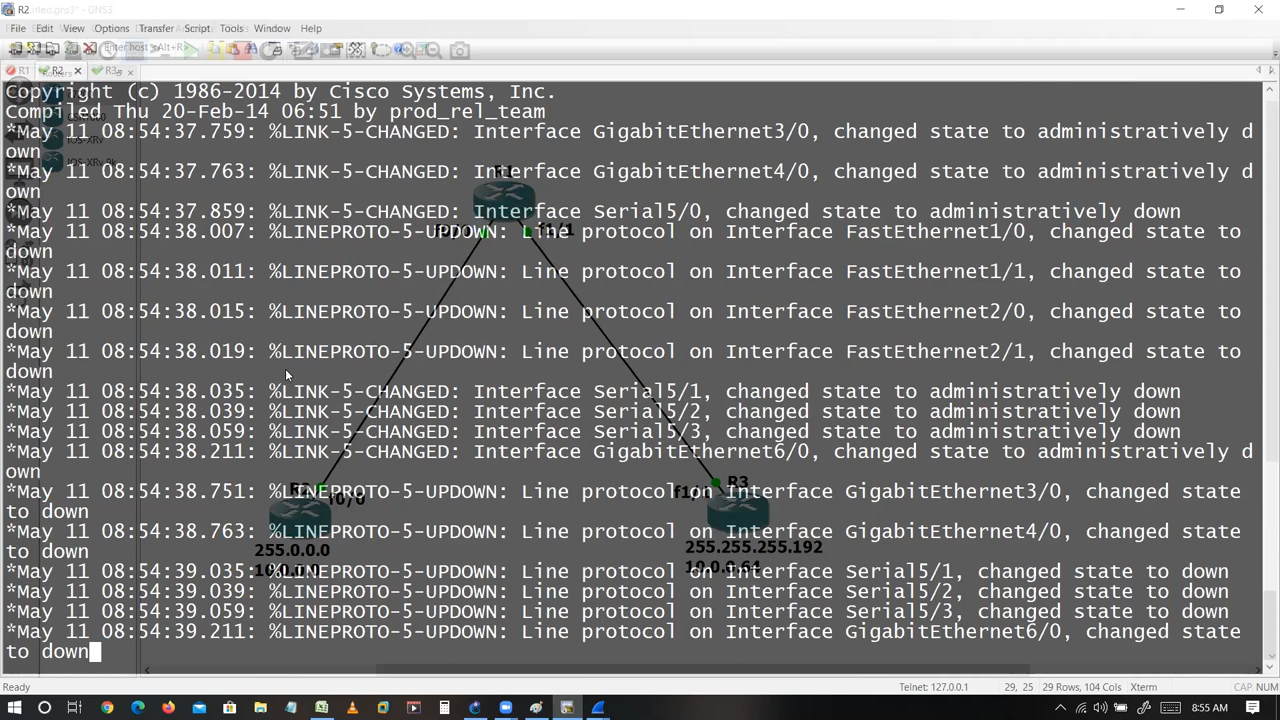 R2
File Edit View Options Transfer Script Tools Window Help
Enter host <Alt+R>
R1 R2 R3
Copyright (c) 1986-2014 by Cisco Systems, Inc.
Compiled Thu 20-Feb-14 06:51 by prod_rel_team
*May 11 08:54:37.759: %LINK-5-CHANGED: Interface GigabitEthernet3/0, changed state to administratively d
own
*May 11 08:54:37.763: %LINK-5-CHANGED: Interface GigabitEthernet4/0, changed state to administratively d
own
*May 11 08:54:37.859: %LINK-5-CHANGED: Interface Serial5/0, changed state to administratively down
*May 11 08:54:38.007: %LINEPROTO-5-UPDOWN: Line protocol on Interface FastEthernet1/0, changed state to
down
*May 11 08:54:38.011: %LINEPROTO-5-UPDOWN: Line protocol on Interface FastEthernet1/1, changed state to
down
*May 11 08:54:38.015: %LINEPROTO-5-UPDOWN: Line protocol on Interface FastEthernet2/0, changed state to
down
*May 11 08:54:38.019: %LINEPROTO-5-UPDOWN: Line protocol on Interface FastEthernet2/1, changed state to
down
*May 11 08:54:38.035: %LINK-5-CHANGED: Interface Serial5/1, changed state to administratively down
*May 11 08:54:38.039: %LINK-5-CHANGED: Interface Serial5/2, changed state to administratively down
*May 11 08:54:38.059: %LINK-5-CHANGED: Interface Serial5/3, changed state to administratively down
*May 11 08:54:38.211: %LINK-5-CHANGED: Interface GigabitEthernet6/0, changed state to administratively d
own
*May 11 08:54:38.751: %LINEPROTO-5-UPDOWN: Line protocol on Interface GigabitEthernet3/0, changed state
to down
*May 11 08:54:38.763: %LINEPROTO-5-UPDOWN: Line protocol on Interface GigabitEthernet4/0, changed state
to down
*May 11 08:54:39.035: %LINEPROTO-5-UPDOWN: Line protocol on Interface Serial5/1, changed state to down
*May 11 08:54:39.039: %LINEPROTO-5-UPDOWN: Line protocol on Interface Serial5/2, changed state to down
*May 11 08:54:39.059: %LINEPROTO-5-UPDOWN: Line protocol on Interface Serial5/3, changed state to down
*May 11 08:54:39.211: %LINEPROTO-5-UPDOWN: Line protocol on Interface GigabitEthernet6/0, changed state
to down
R1
R3
f0/0
255.0.0.0
255.255.255.192
10.0.0.64
Ready
Telnet: 127.0.0.1 29, 25 29 Rows, 104 Cols Xterm CAP NUM
8:55 AM